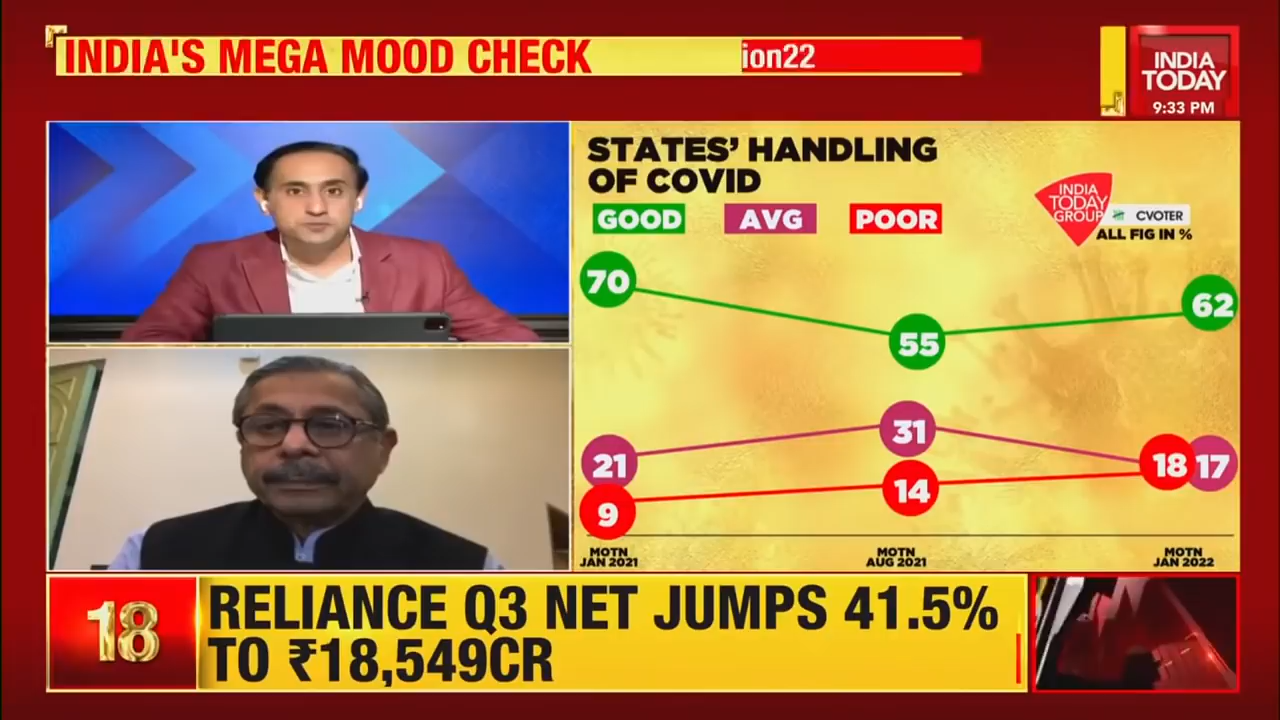 INDIA'S MEGA MOOD CHECK
ion22
INDIA
TODAY
9:33 PM
STATES' HANDLING
OF COVID
GOOD
AVG
POOR
INDIA
TODAY
GROUP
CVOTER
ALL FIG IN %
70
55
62
21
31
18
17
9
14
MOTN
JAN 2021
MOTN
AUG 2021
MOTN
JAN 2022
18
RELIANCE Q3 NET JUMPS 41.5%
TO ₹18,549CR